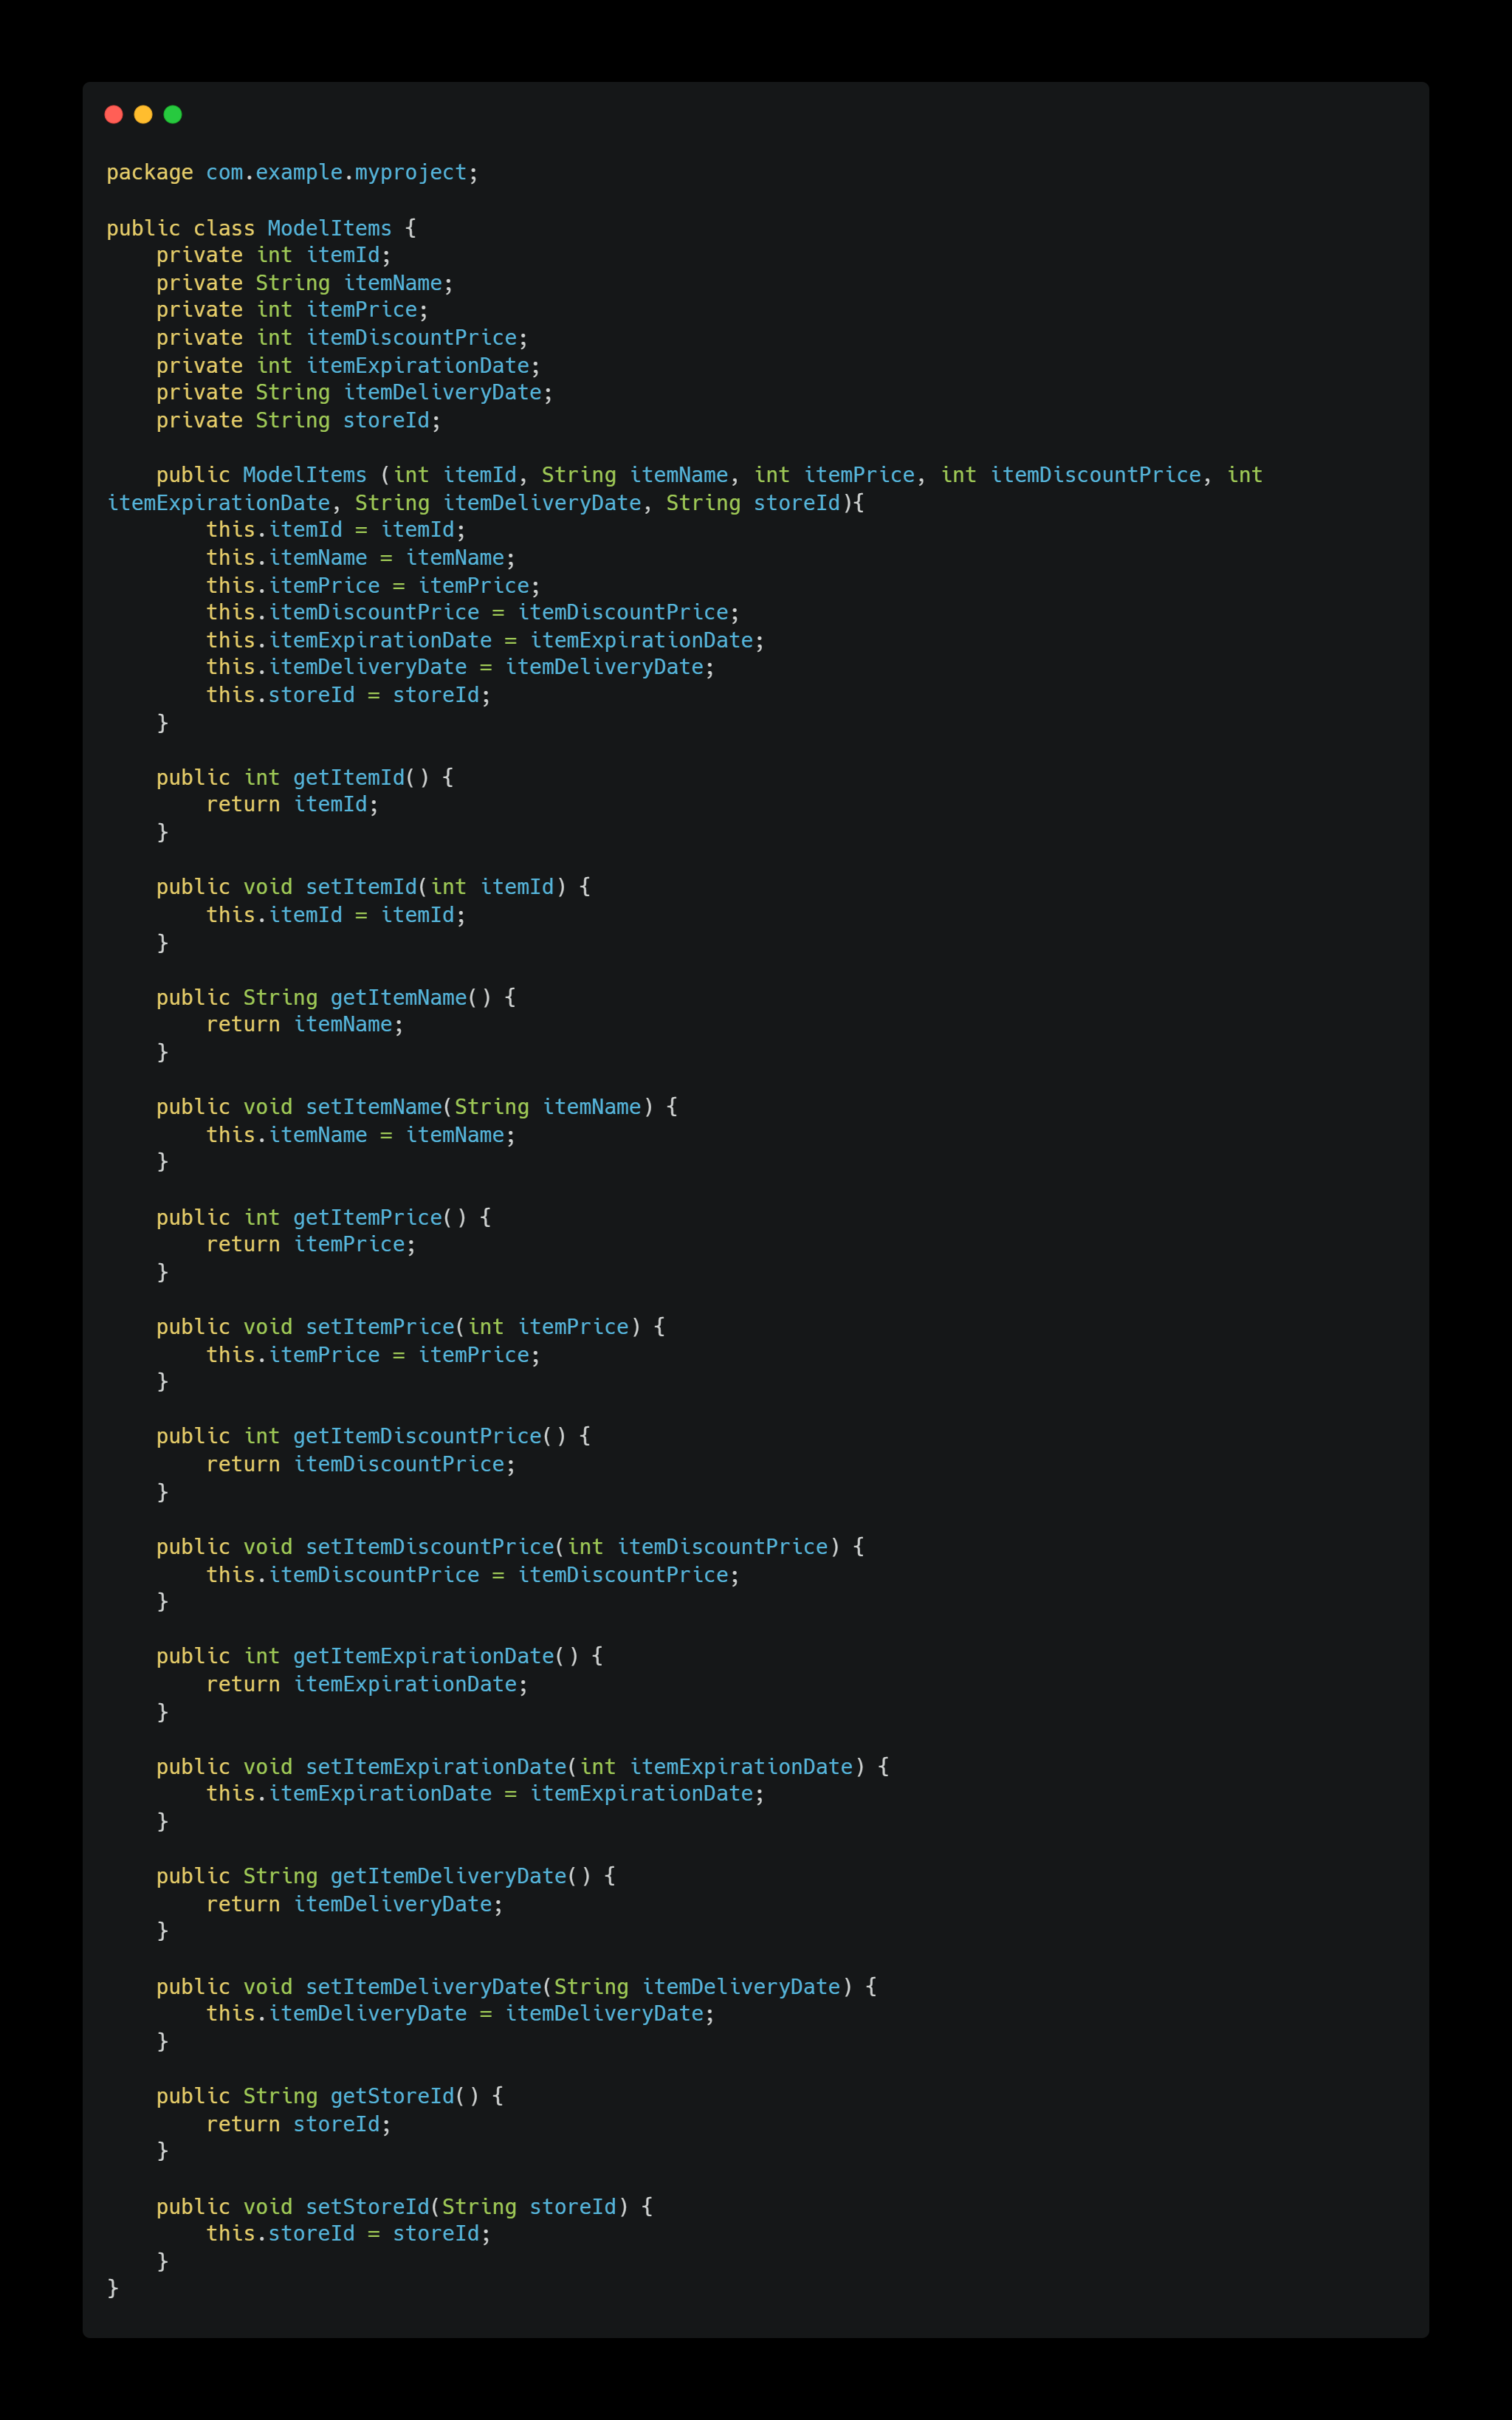 package com.example.myproject;

public class ModelItems {
    private int itemId;
    private String itemName;
    private int itemPrice;
    private int itemDiscountPrice;
    private int itemExpirationDate;
    private String itemDeliveryDate;
    private String storeId;

    public ModelItems (int itemId, String itemName, int itemPrice, int itemDiscountPrice, int
itemExpirationDate, String itemDeliveryDate, String storeId){
        this.itemId = itemId;
        this.itemName = itemName;
        this.itemPrice = itemPrice;
        this.itemDiscountPrice = itemDiscountPrice;
        this.itemExpirationDate = itemExpirationDate;
        this.itemDeliveryDate = itemDeliveryDate;
        this.storeId = storeId;
    }

    public int getItemId() {
        return itemId;
    }

    public void setItemId(int itemId) {
        this.itemId = itemId;
    }

    public String getItemName() {
        return itemName;
    }

    public void setItemName(String itemName) {
        this.itemName = itemName;
    }

    public int getItemPrice() {
        return itemPrice;
    }

    public void setItemPrice(int itemPrice) {
        this.itemPrice = itemPrice;
    }

    public int getItemDiscountPrice() {
        return itemDiscountPrice;
    }

    public void setItemDiscountPrice(int itemDiscountPrice) {
        this.itemDiscountPrice = itemDiscountPrice;
    }

    public int getItemExpirationDate() {
        return itemExpirationDate;
    }

    public void setItemExpirationDate(int itemExpirationDate) {
        this.itemExpirationDate = itemExpirationDate;
    }

    public String getItemDeliveryDate() {
        return itemDeliveryDate;
    }

    public void setItemDeliveryDate(String itemDeliveryDate) {
        this.itemDeliveryDate = itemDeliveryDate;
    }

    public String getStoreId() {
        return storeId;
    }

    public void setStoreId(String storeId) {
        this.storeId = storeId;
    }
}